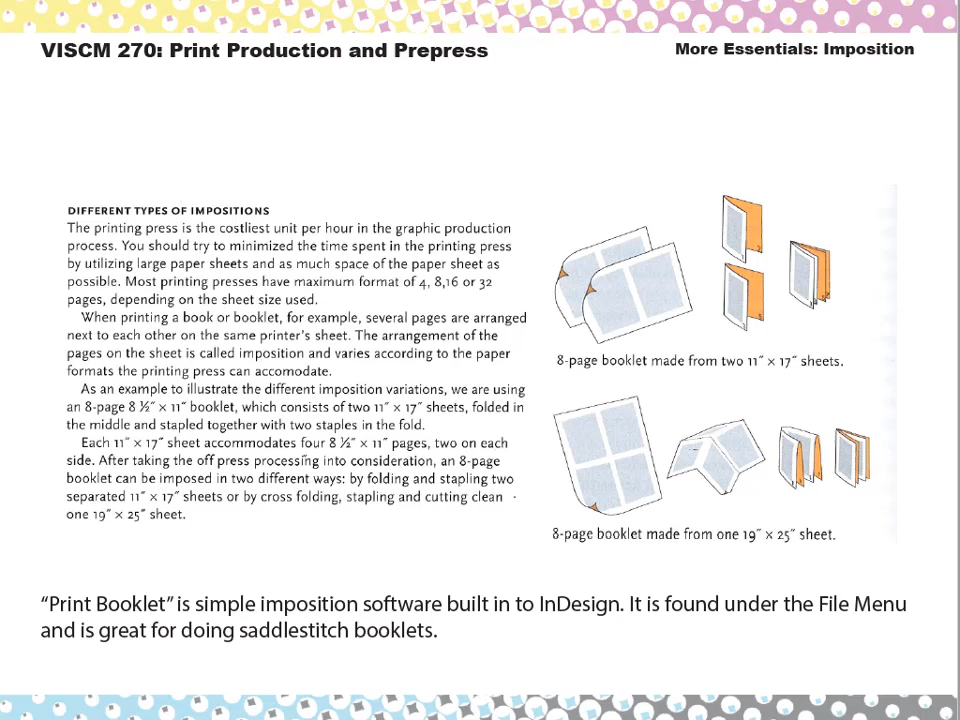 VISCM 270: Print Production and Prepress
More Essentials: Imposition
DIFFERENT TYPES OF IMPOSITIONS
The printing press is the costliest unit per hour in the graphic production
process. You should try to minimized the time spent in the printing press
by utilizing large paper sheets and as much space of the paper sheet as
possible. Most printing presses have maximum format of 4, 8,16 or 32
pages, depending on the sheet size used.
When printing a book or booklet, for example, several pages are arranged
next to each other on the same printer's sheet. The arrangement of the
pages on the sheet is called imposition and varies according to the paper
formats the printing press can accomodate.
As an example to illustrate the different imposition variations, we are using
an 8-page 8 ½" x 11" booklet, which consists of two 11" x 17" sheets, folded in
the middle and stapled together with two staples in the fold.
Each 11" x 17" sheet accommodates four 8 ½" x 11" pages, two on each
side. After taking the off press processing into consideration, an 8-page
booklet can be imposed in two different ways: by folding and stapling two
separated 11" x 17" sheets or by cross folding, stapling and cutting clean
one 19" x 25" sheet.
8-page booklet made from two 11" x 17" sheets.
8-page booklet made from one 19" x 25" sheet.
“Print Booklet” is simple imposition software built in to InDesign. It is found under the File Menu
and is great for doing saddlestitch booklets.